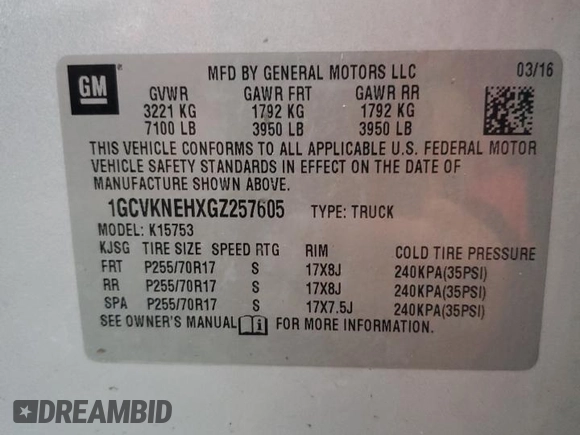 GM
MFD BY GENERAL MOTORS LLC 03/16
GVWR GAWR FRT GAWR RR
3221 KG 1792 KG 1792 KG
7100 LB 3950 LB 3950 LB
THIS VEHICLE CONFORMS TO ALL APPLICABLE U.S. FEDERAL MOTOR
VEHICLE SAFETY STANDARDS IN EFFECT ON THE DATE OF
MANUFACTURE SHOWN ABOVE.
1GCVKNEHXGZ257605 TYPE: TRUCK
MODEL: K15753
KJSG TIRE SIZE SPEED RTG RIM COLD TIRE PRESSURE
FRT P255/70R17 S 17X8J 240KPA(35PSI)
RR P255/70R17 S 17X8J 240KPA(35PSI)
SPA P255/70R17 S 17X7.5J 240KPA(35PSI)
SEE OWNER'S MANUAL FOR MORE INFORMATION.
DREAMBID